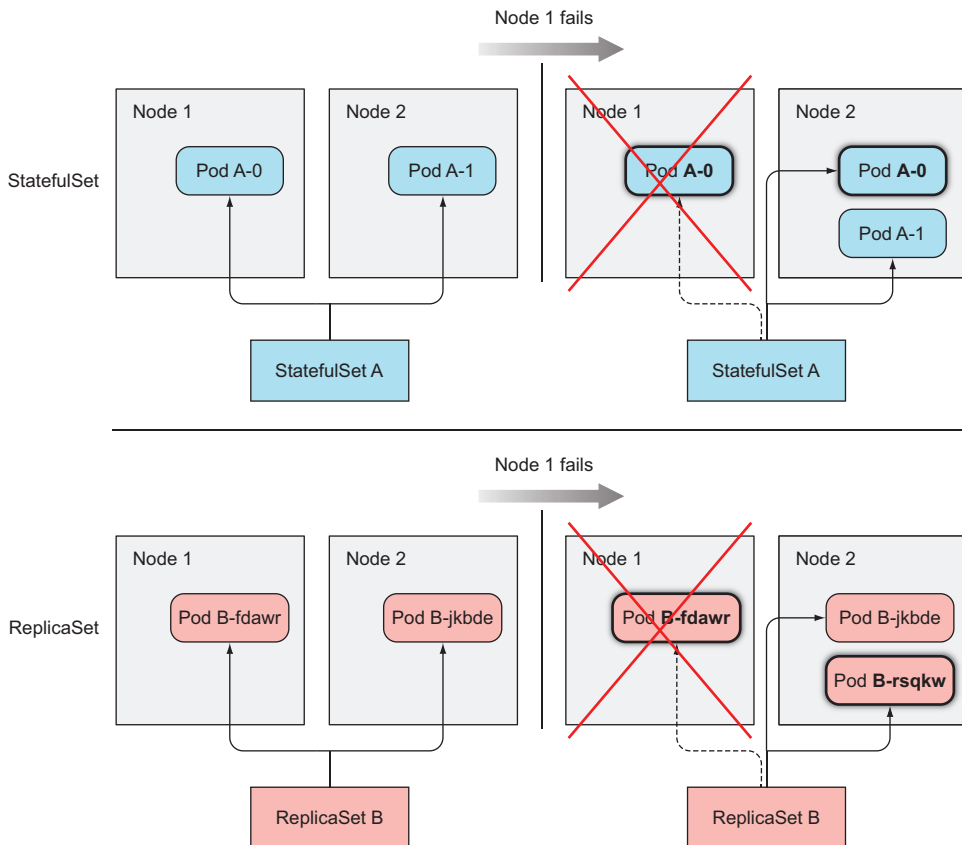 Node 1 fails
Node 1
Node 2
Node 1
Node 2
StatefulSet
Pod A-0
Pod A-1
Pod A-0
Pod A-0
Pod A-1
StatefulSet A
StatefulSet A
Node 1 fails
Node 1
Node 2
Node 1
Node 2
ReplicaSet
Pod B-fdawr
Pod B-jkbde
Pod B-fdawr
Pod B-jkbde
Pod B-rsqkw
ReplicaSet B
ReplicaSet B